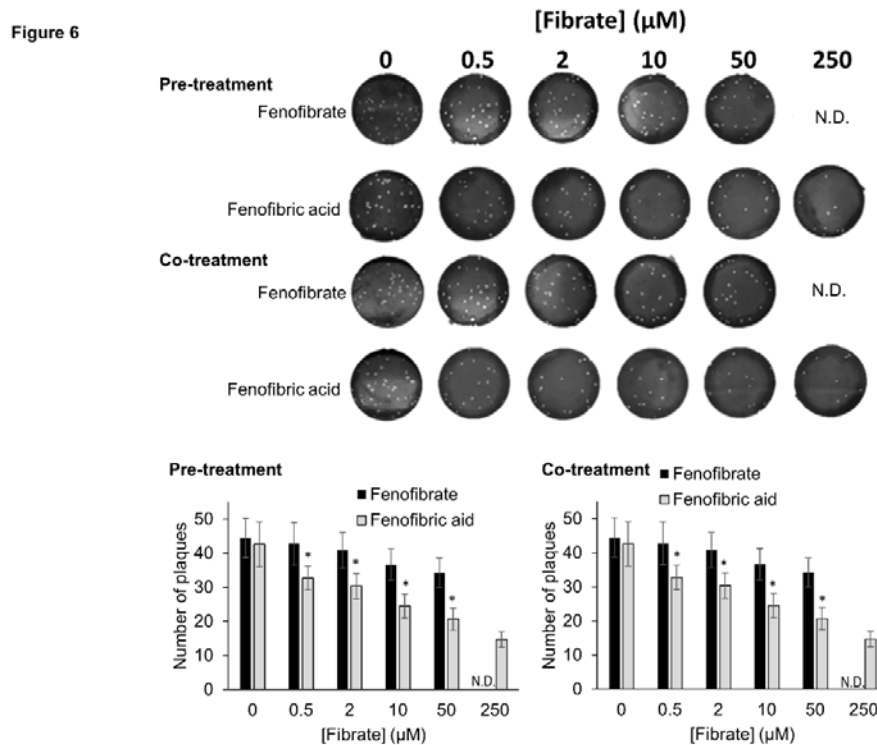 Figure 6
[Fibrate] (µM)
0 0.5 2 10 50 250
Pre-treatment
Fenofibrate
N.D.
Fenofibric acid
Co-treatment
Fenofibrate
N.D.
Fenofibric acid
Pre-treatment
Fenofibrate
Fenofibric aid
Number of plaques
50
40
30
20
10
0
* * * *
N.D.
0 0.5 2 10 50 250
[Fibrate] (µM)
Co-treatment
Fenofibrate
Fenofibric aid
Number of plaques
50
40
30
20
10
0
* * * *
N.D.
0 0.5 2 10 50 250
[Fibrate] (µM)